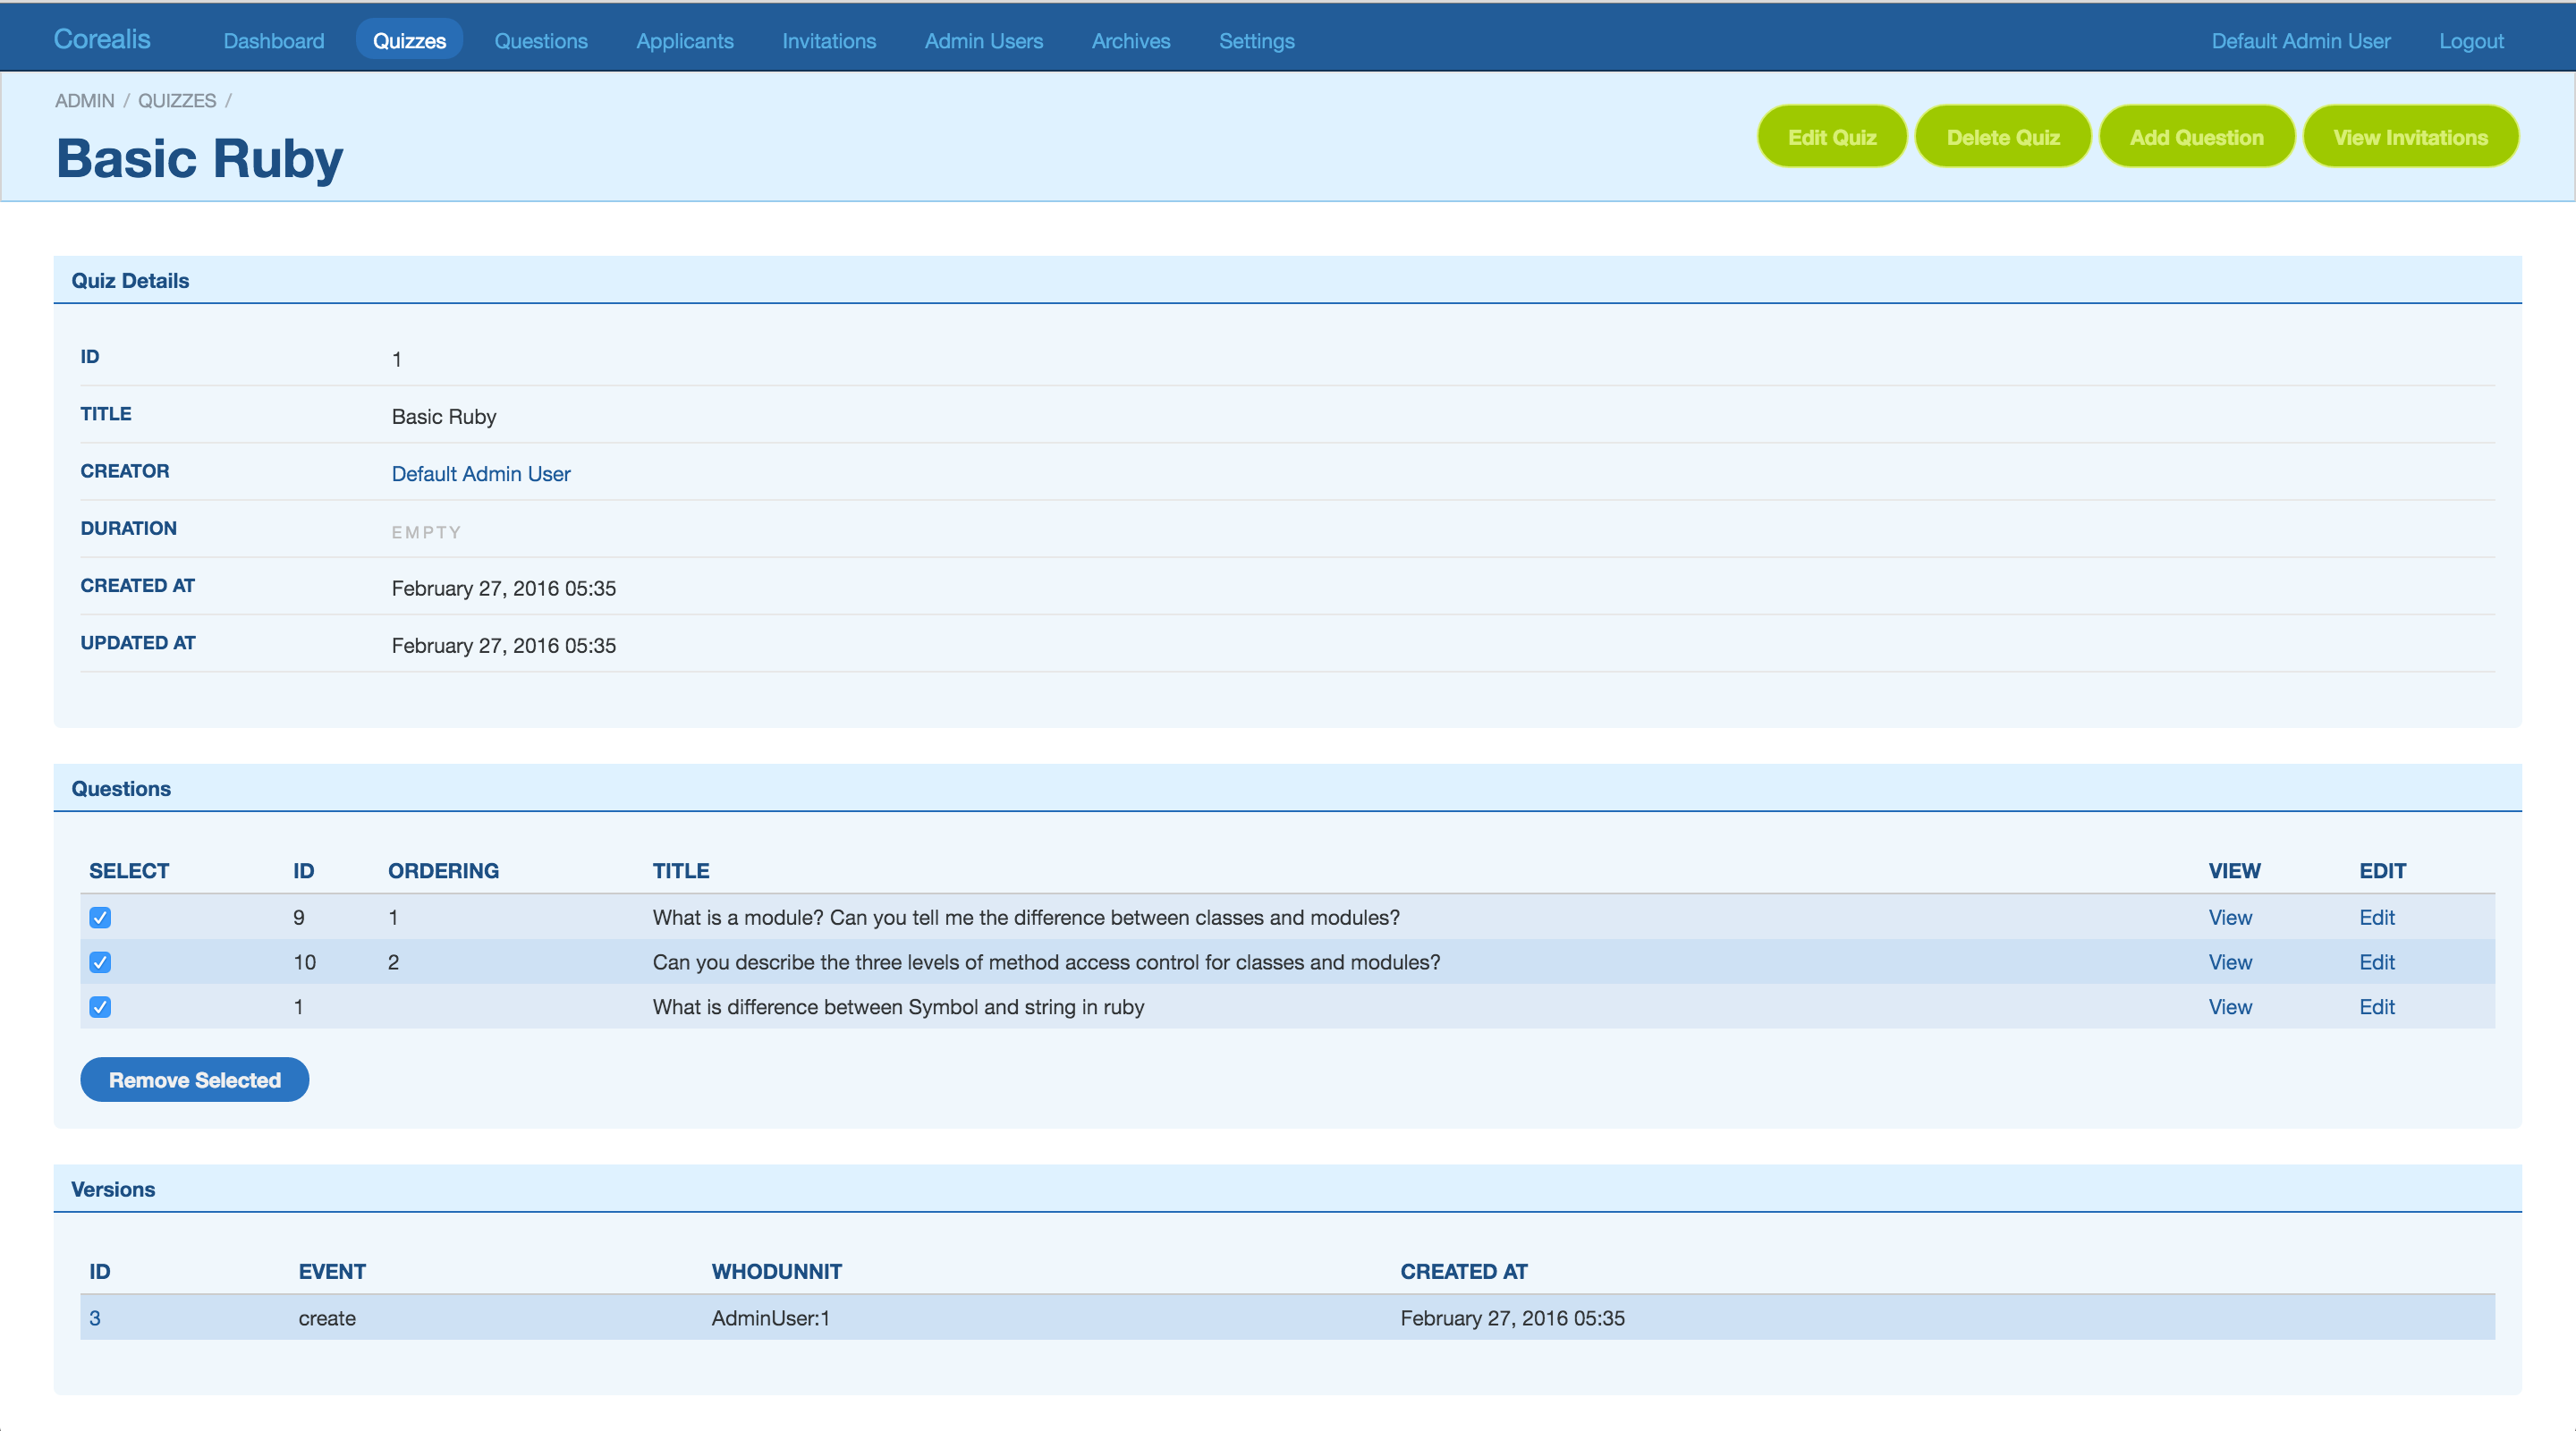 Corealis Dashboard Quizzes Questions Applicants Invitations Admin Users Archives Settings Default Admin User Logout
ADMIN / QUIZZES /
Basic Ruby
Edit Quiz Delete Quiz Add Question View Invitations
Quiz Details
ID 1
TITLE Basic Ruby
CREATOR Default Admin User
DURATION EMPTY
CREATED AT February 27, 2016 05:35
UPDATED AT February 27, 2016 05:35
Questions
SELECT ID ORDERING TITLE VIEW EDIT
9 1 What is a module? Can you tell me the difference between classes and modules? View Edit
10 2 Can you describe the three levels of method access control for classes and modules? View Edit
1 What is difference between Symbol and string in ruby View Edit
Remove Selected
Versions
ID EVENT WHODUNNIT CREATED AT
3 create AdminUser:1 February 27, 2016 05:35